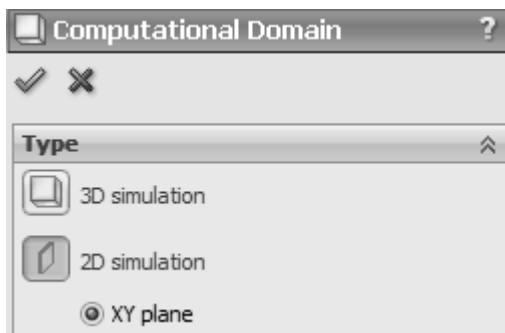 Computational Domain ?
Type
3D simulation
2D simulation
XY plane